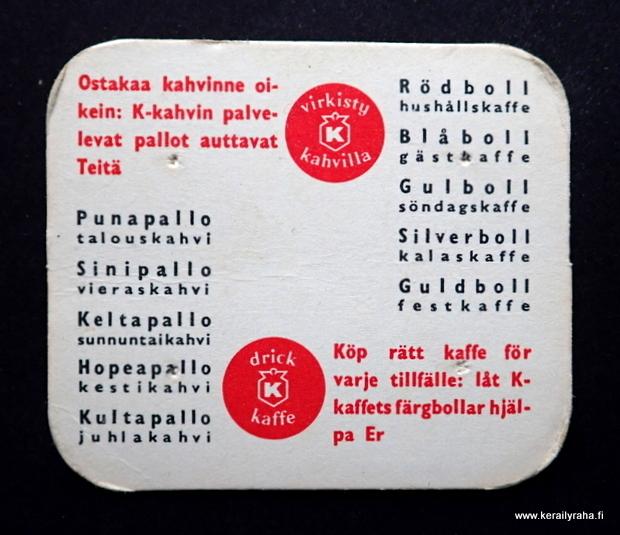 Ostakaa kahvinne oi-
kein: K-kahvin palve-
levat pallot auttavat
Teitä
virkisty
K
kahvilla
Punapallo
talouskahvi
Sinipallo
vieraskahvi
Keltapallo
sunnuntaikahvi
Hopeapallo
kestikahvi
Kultapallo
juhlakahvi
Rödboll
hushållskaffe
Blåboll
gästkaffe
Gulboll
söndagskaffe
Silverboll
kalaskaffe
Guldboll
festkaffe
drick
K
kaffe
Köp rätt kaffe för
varje tillfälle: låt K-
kaffets färgbollar hjäl-
pa Er
www.kerailyraha.fi